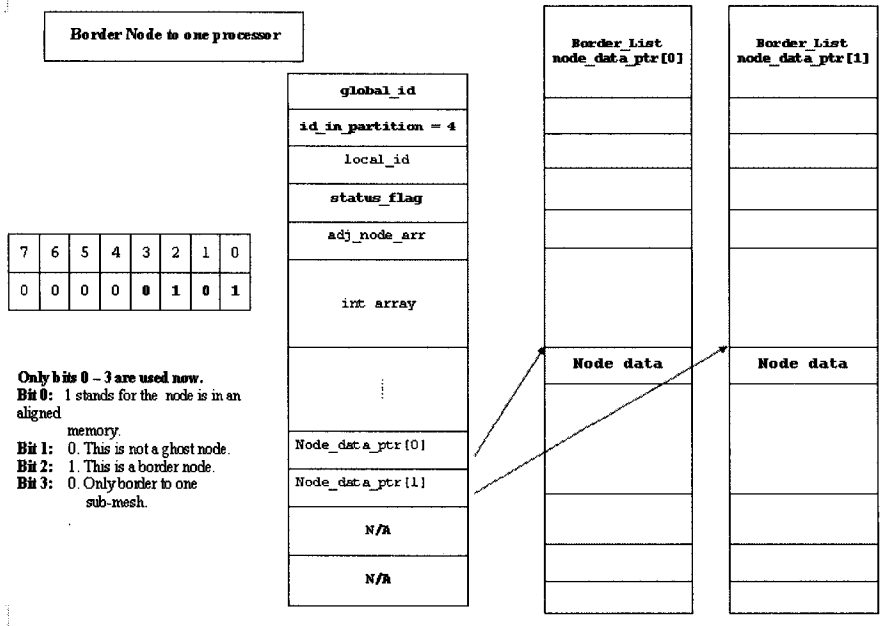 Border Node to one processor
global_id
id_in_partition = 4
local_id
status_flag
adj_node_arr
int array
Node_data_ptr[0]
Node_data_ptr[1]
N/A
N/A
7 6 5 4 3 2 1 0
0 0 0 0 0 1 0 1
Only bits 0 – 3 are used now.
Bit 0: 1 stands for the node is in an
aligned
memory.
Bit 1: 0. This is not a ghost node.
Bit 2: 1. This is a border node.
Bit 3: 0. Only border to one
sub-mesh.
Border_List
node_data_ptr[0]
Node data
Border_List
node_data_ptr[1]
Node data